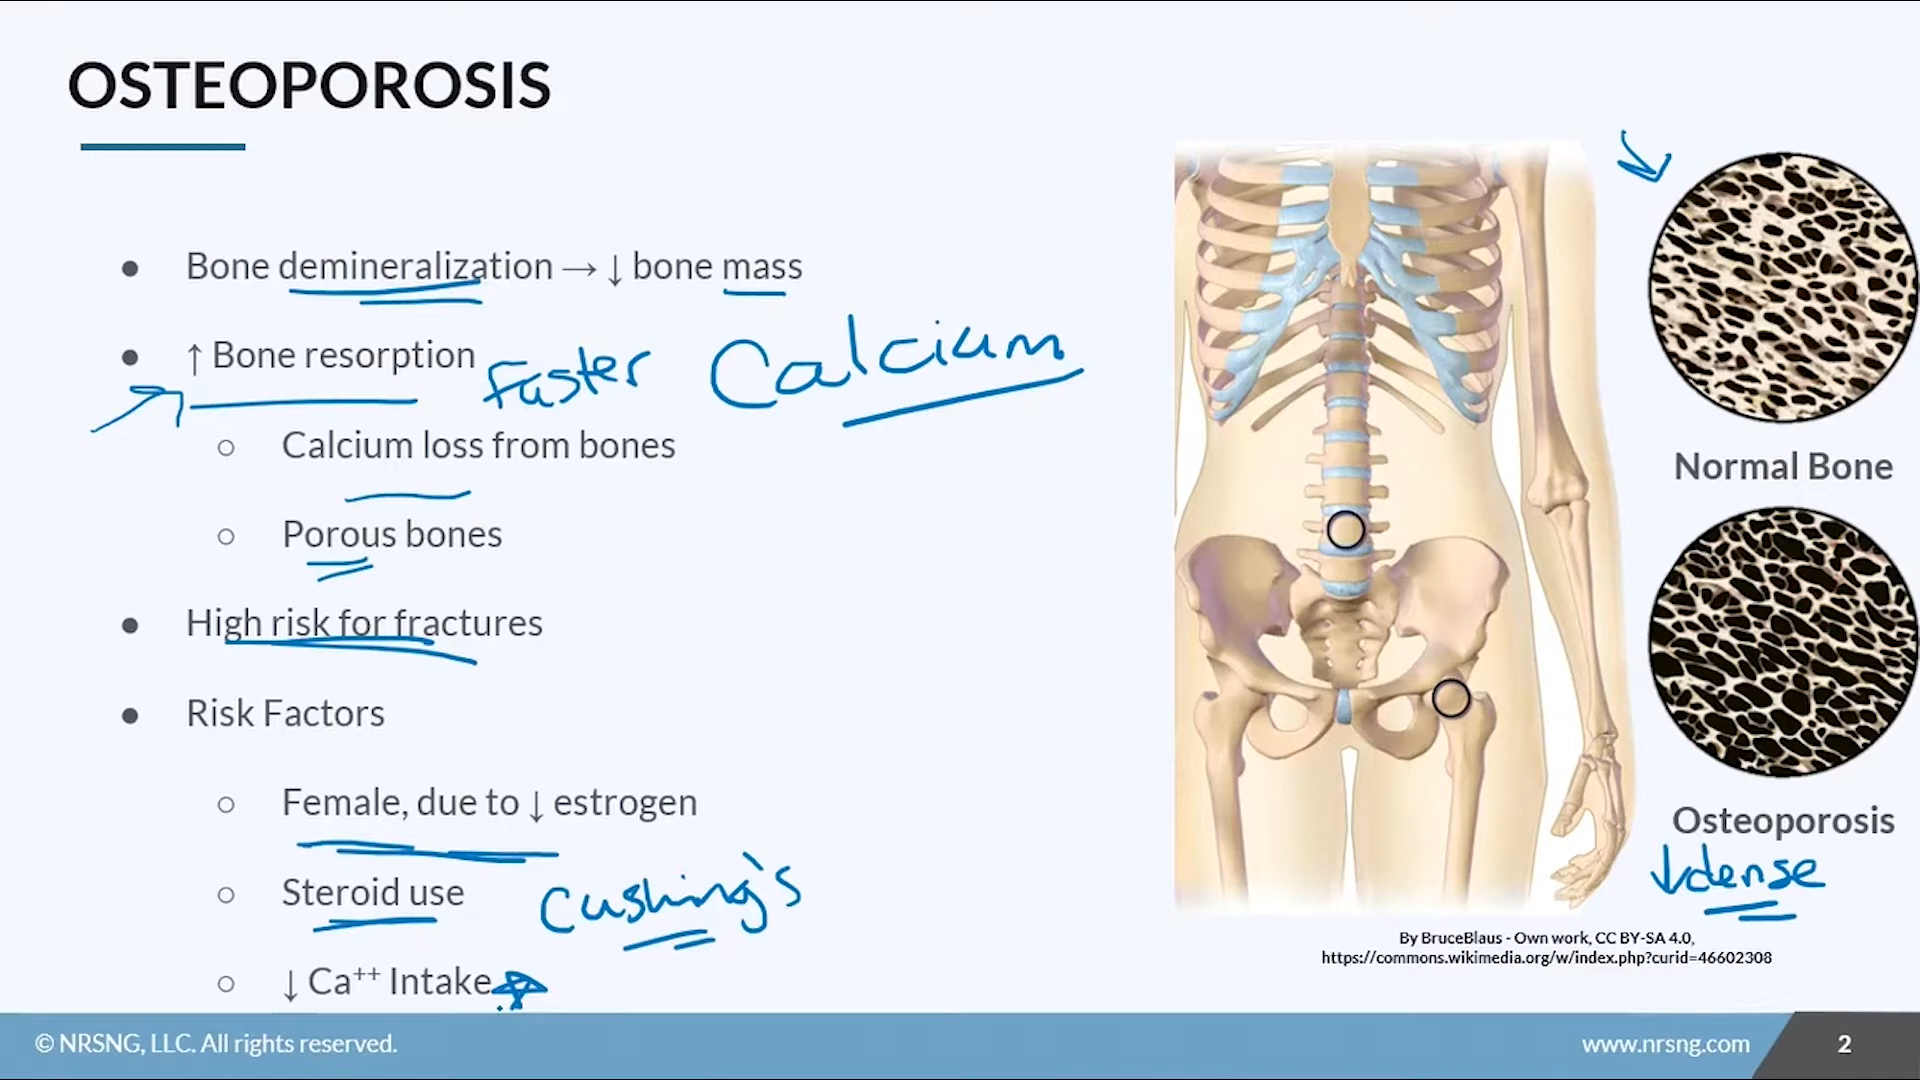 OSTEOPOROSIS
● Bone demineralization → ↓ bone mass
● ↑ Bone resorption Faster Calcium
○ Calcium loss from bones
○ Porous bones
● High risk for fractures
● Risk Factors
○ Female, due to ↓ estrogen
○ Steroid use Cushing's
○ ↓ Ca⁺⁺ Intake
Normal Bone
Osteoporosis
↓dense
By BruceBlaus - Own work, CC BY-SA 4.0,
https://commons.wikimedia.org/w/index.php?curid=46602308
© NRSNG, LLC. All rights reserved.
www.nrsng.com
2